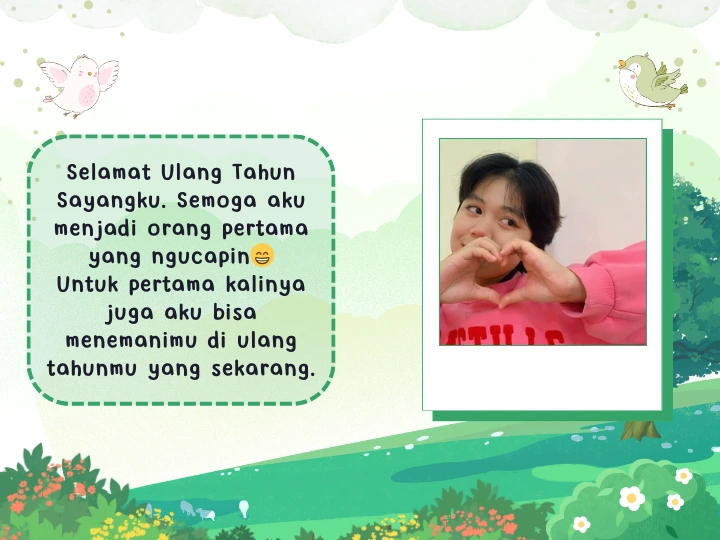 Selamat Ulang Tahun
Sayangku. Semoga aku
menjadi orang pertama
yang ngucapin😄
Untuk pertama kalinya
juga aku bisa
menemanimu di ulang
tahunmu yang sekarang.